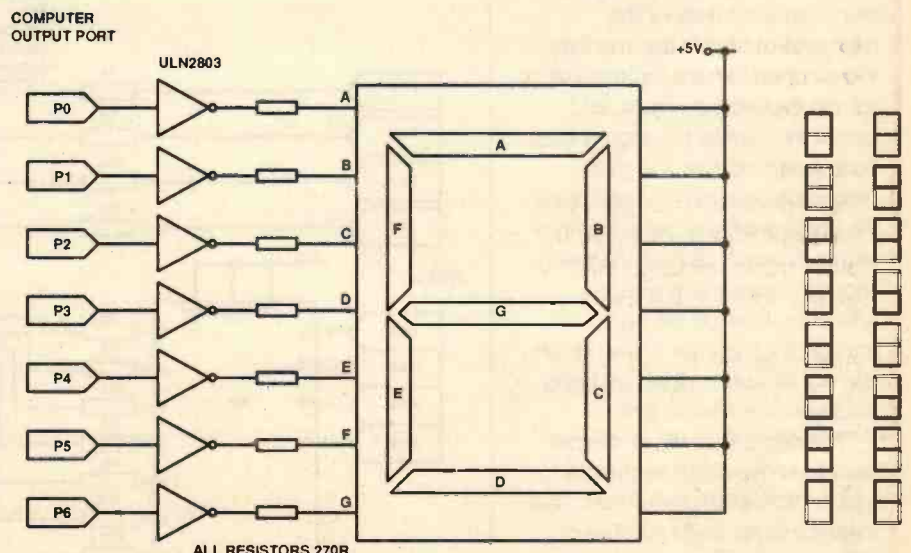 COMPUTER
OUTPUT PORT
ULN2803
+5V
P0
A
P1
B
P2
C
P3
D
P4
E
P5
F
P6
G
A
F
B
G
E
C
D
ALL RESISTORS 270R